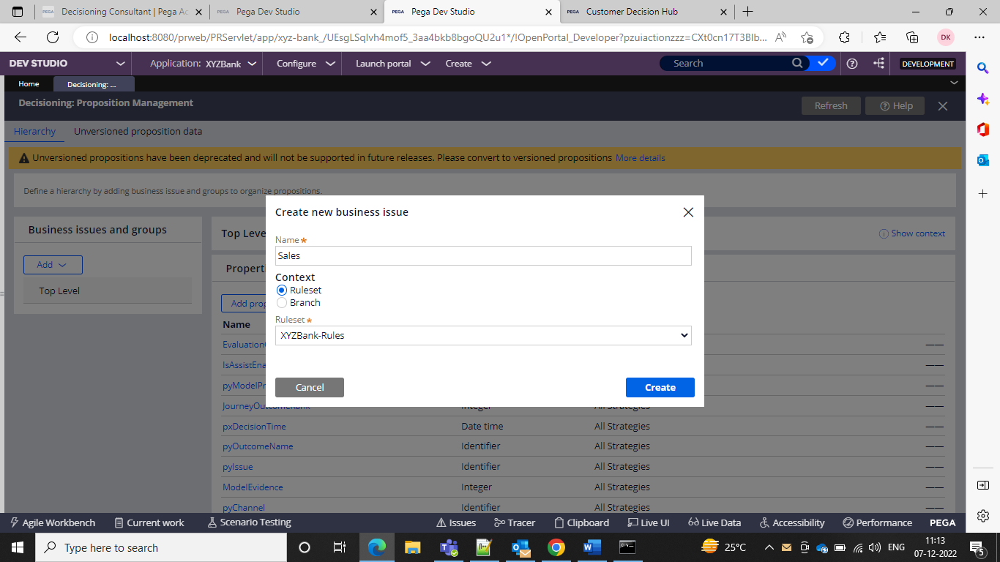 PEGA Decisioning Consultant | Pega Ac
PEGA Pega Dev Studio
PEGA Pega Dev Studio
PEGA Customer Decision Hub
localhost:8080/prweb/PRServlet/app/xyz-bank_/UEsgLSqIvh4mof5_3aa4bkb8bgoQU2u1*/!OpenPortal_Developer?pzuiactionzzz=CXt0cn17T3BIb...
DK
DEV STUDIO
Application: XYZBank
Configure
Launch portal
Create
Search
DEVELOPMENT
Home
Decisioning: ...
Decisioning: Proposition Management
Refresh
Help
Hierarchy
Unversioned proposition data
Unversioned propositions have been deprecated and will not be supported in future releases. Please convert to versioned propositions More details
Define a hierarchy by adding business issue and groups to organize propositions.
Business issues and groups
Add
Top Level
Top Leve
Show context
Propert
Add prop
Name
Create new business issue
Name *
Sales
Context
Ruleset
Branch
Ruleset *
XYZBank-Rules
Cancel
Create
Evaluation
IsAssistEna
pyModelPr
JourneyOutcomeRank Integer All Strategies
pxDecisionTime Date time All Strategies
pyOutcomeName Identifier All Strategies
pyIssue Identifier All Strategies
ModelEvidence Integer All Strategies
pyChannel Identifier All Strategies
Agile Workbench
Current work
Scenario Testing
Issues
Tracer
Clipboard
Live UI
Live Data
Accessibility
Performance
PEGA
Type here to search
25°C
ENG
11:13
07-12-2022
5